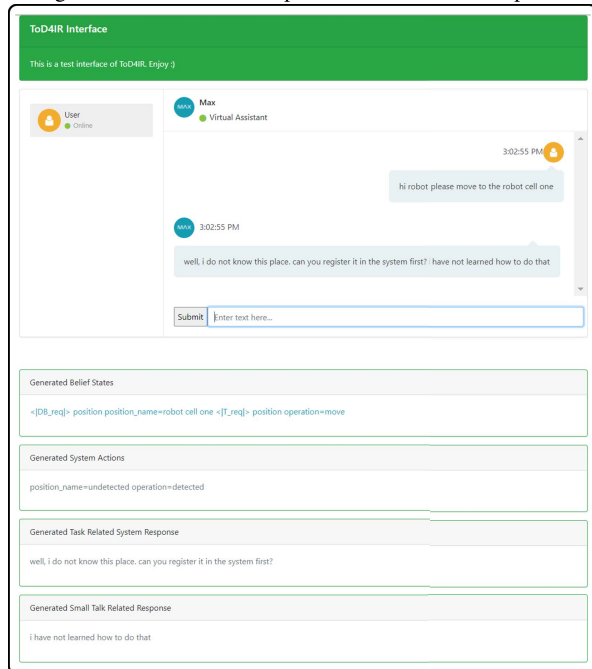 ToD4IR Interface
This is a test interface of ToD4IR. Enjoy :)
User
Online
MAX
Max
Virtual Assistant
3:02:55 PM
hi robot please move to the robot cell one
MAX
3:02:55 PM
well, i do not know this place. can you register it in the system first? i have not learned how to do that
Submit
Enter text here...
Generated Belief States
<|DB_req|> position position_name=robot cell one <|T_req|> position operation=move
Generated System Actions
position_name=undetected operation=detected
Generated Task Related System Response
well, i do not know this place. can you register it in the system first?
Generated Small Talk Related Response
i have not learned how to do that